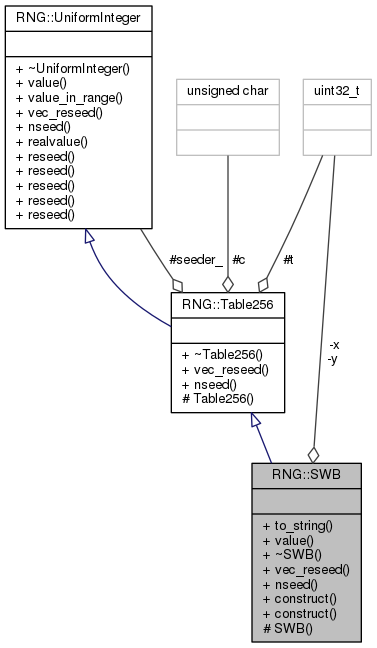 RNG::UniformInteger
+ ~UniformInteger()
+ value()
+ value_in_range()
+ vec_reseed()
+ nseed()
+ realvalue()
+ reseed()
+ reseed()
+ reseed()
+ reseed()
+ reseed()
unsigned char
uint32_t
#seeder_
#c
#t
RNG::Table256
+ ~Table256()
+ vec_reseed()
+ nseed()
# Table256()
-x
-y
RNG::SWB
+ to_string()
+ value()
+ ~SWB()
+ vec_reseed()
+ nseed()
+ construct()
+ construct()
# SWB()